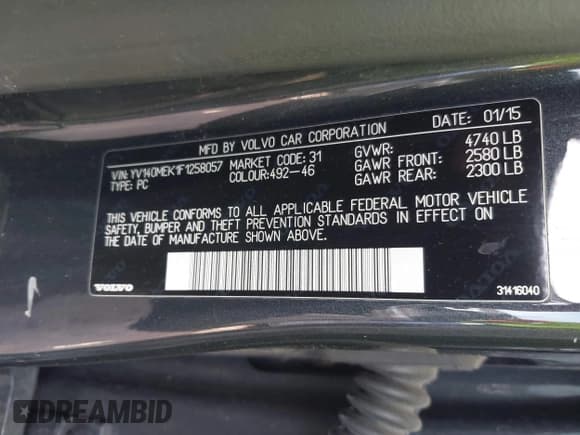 MFD BY VOLVO CAR CORPORATION DATE: 01/15
VIN: YV140MEK1F1258057 MARKET CODE: 31 GVWR: 4740 LB
TYPE: PC COLOUR:492-46 GAWR FRONT: 2580 LB
GAWR REAR: 2300 LB
THIS VEHICLE CONFORMS TO ALL APPLICABLE FEDERAL MOTOR VEHICLE
SAFETY, BUMPER AND THEFT PREVENTION STANDARDS IN EFFECT ON
THE DATE OF MANUFACTURE SHOWN ABOVE.
VOLVO 31416040
DREAMBID